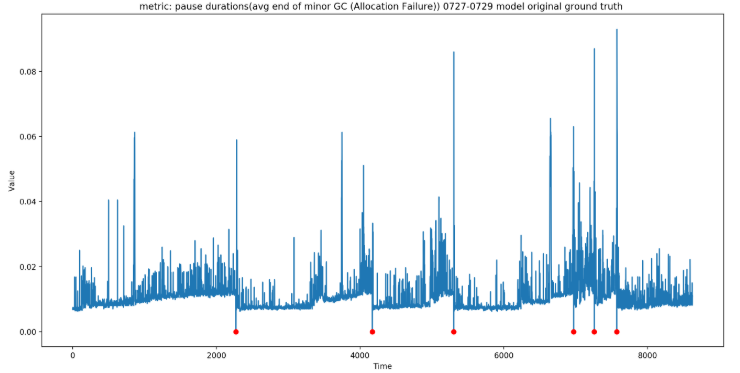 metric: pause durations(avg end of minor GC (Allocation Failure)) 0727-0729 model original ground truth
0.08
0.06
0.04
0.02
0.00
Value
0 2000 4000 6000 8000
Time